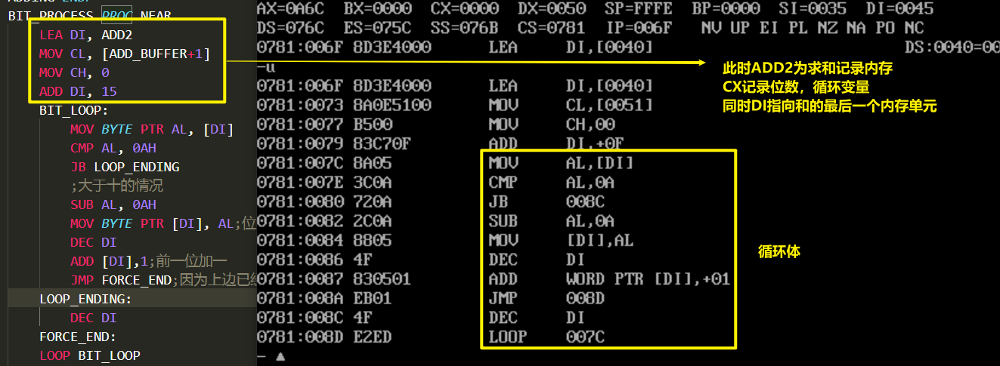 BIT_PROCESS PROC NEAR
LEA DI, ADD2
MOV CL, [ADD_BUFFER+1]
MOV CH, 0
ADD DI, 15
BIT_LOOP:
MOV BYTE PTR AL, [DI]
CMP AL, 0AH
JB LOOP_ENDING
;大于十的情况
SUB AL, 0AH
MOV BYTE PTR [DI], AL;位
DEC DI
ADD [DI],1;前一位加一
JMP FORCE_END;因为上边已经
LOOP_ENDING:
DEC DI
FORCE_END:
LOOP BIT_LOOP
AX=0A6C BX=0000 CX=0000 DX=0050 SP=FFFE BP=0000 SI=0035 DI=0045
DS=076C ES=075C SS=076B CS=0781 IP=006F NV UP EI PL NZ NA PO NC
0781:006F 8D3E4000 LEA DI,[0040] DS:0040=00
-u
0781:006F 8D3E4000 LEA DI,[0040]
0781:0073 8A0E5100 MOV CL,[0051]
0781:0077 B500 MOV CH,00
0781:0079 83C70F ADD DI,+0F
0781:007C 8A05 MOV AL,[DI]
0781:007E 3C0A CMP AL,0A
0781:0080 720A JB 008C
0781:0082 2C0A SUB AL,0A
0781:0084 8805 MOV [DI],AL
0781:0086 4F DEC DI
0781:0087 830501 ADD WORD PTR [DI],+01
0781:008A EB01 JMP 008D
0781:008C 4F DEC DI
0781:008D E2ED LOOP 007C
-
此时ADD2为求和记录内存
CX记录位数，循环变量
同时DI指向和的最后一个内存单元
循环体